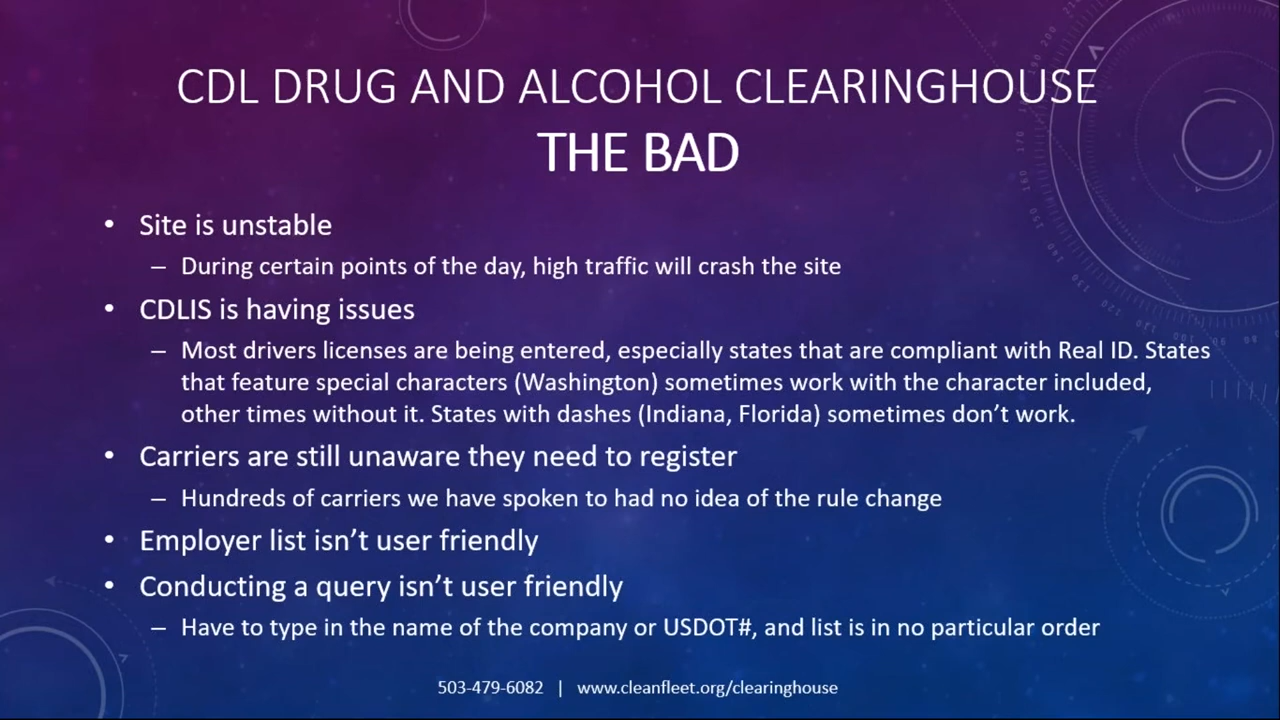 CDL DRUG AND ALCOHOL CLEARINGHOUSE
THE BAD
• Site is unstable
– During certain points of the day, high traffic will crash the site
• CDLIS is having issues
– Most drivers licenses are being entered, especially states that are compliant with Real ID. States
that feature special characters (Washington) sometimes work with the character included,
other times without it. States with dashes (Indiana, Florida) sometimes don’t work.
• Carriers are still unaware they need to register
– Hundreds of carriers we have spoken to had no idea of the rule change
• Employer list isn’t user friendly
• Conducting a query isn’t user friendly
– Have to type in the name of the company or USDOT#, and list is in no particular order
503-479-6082 | www.cleanfleet.org/clearinghouse